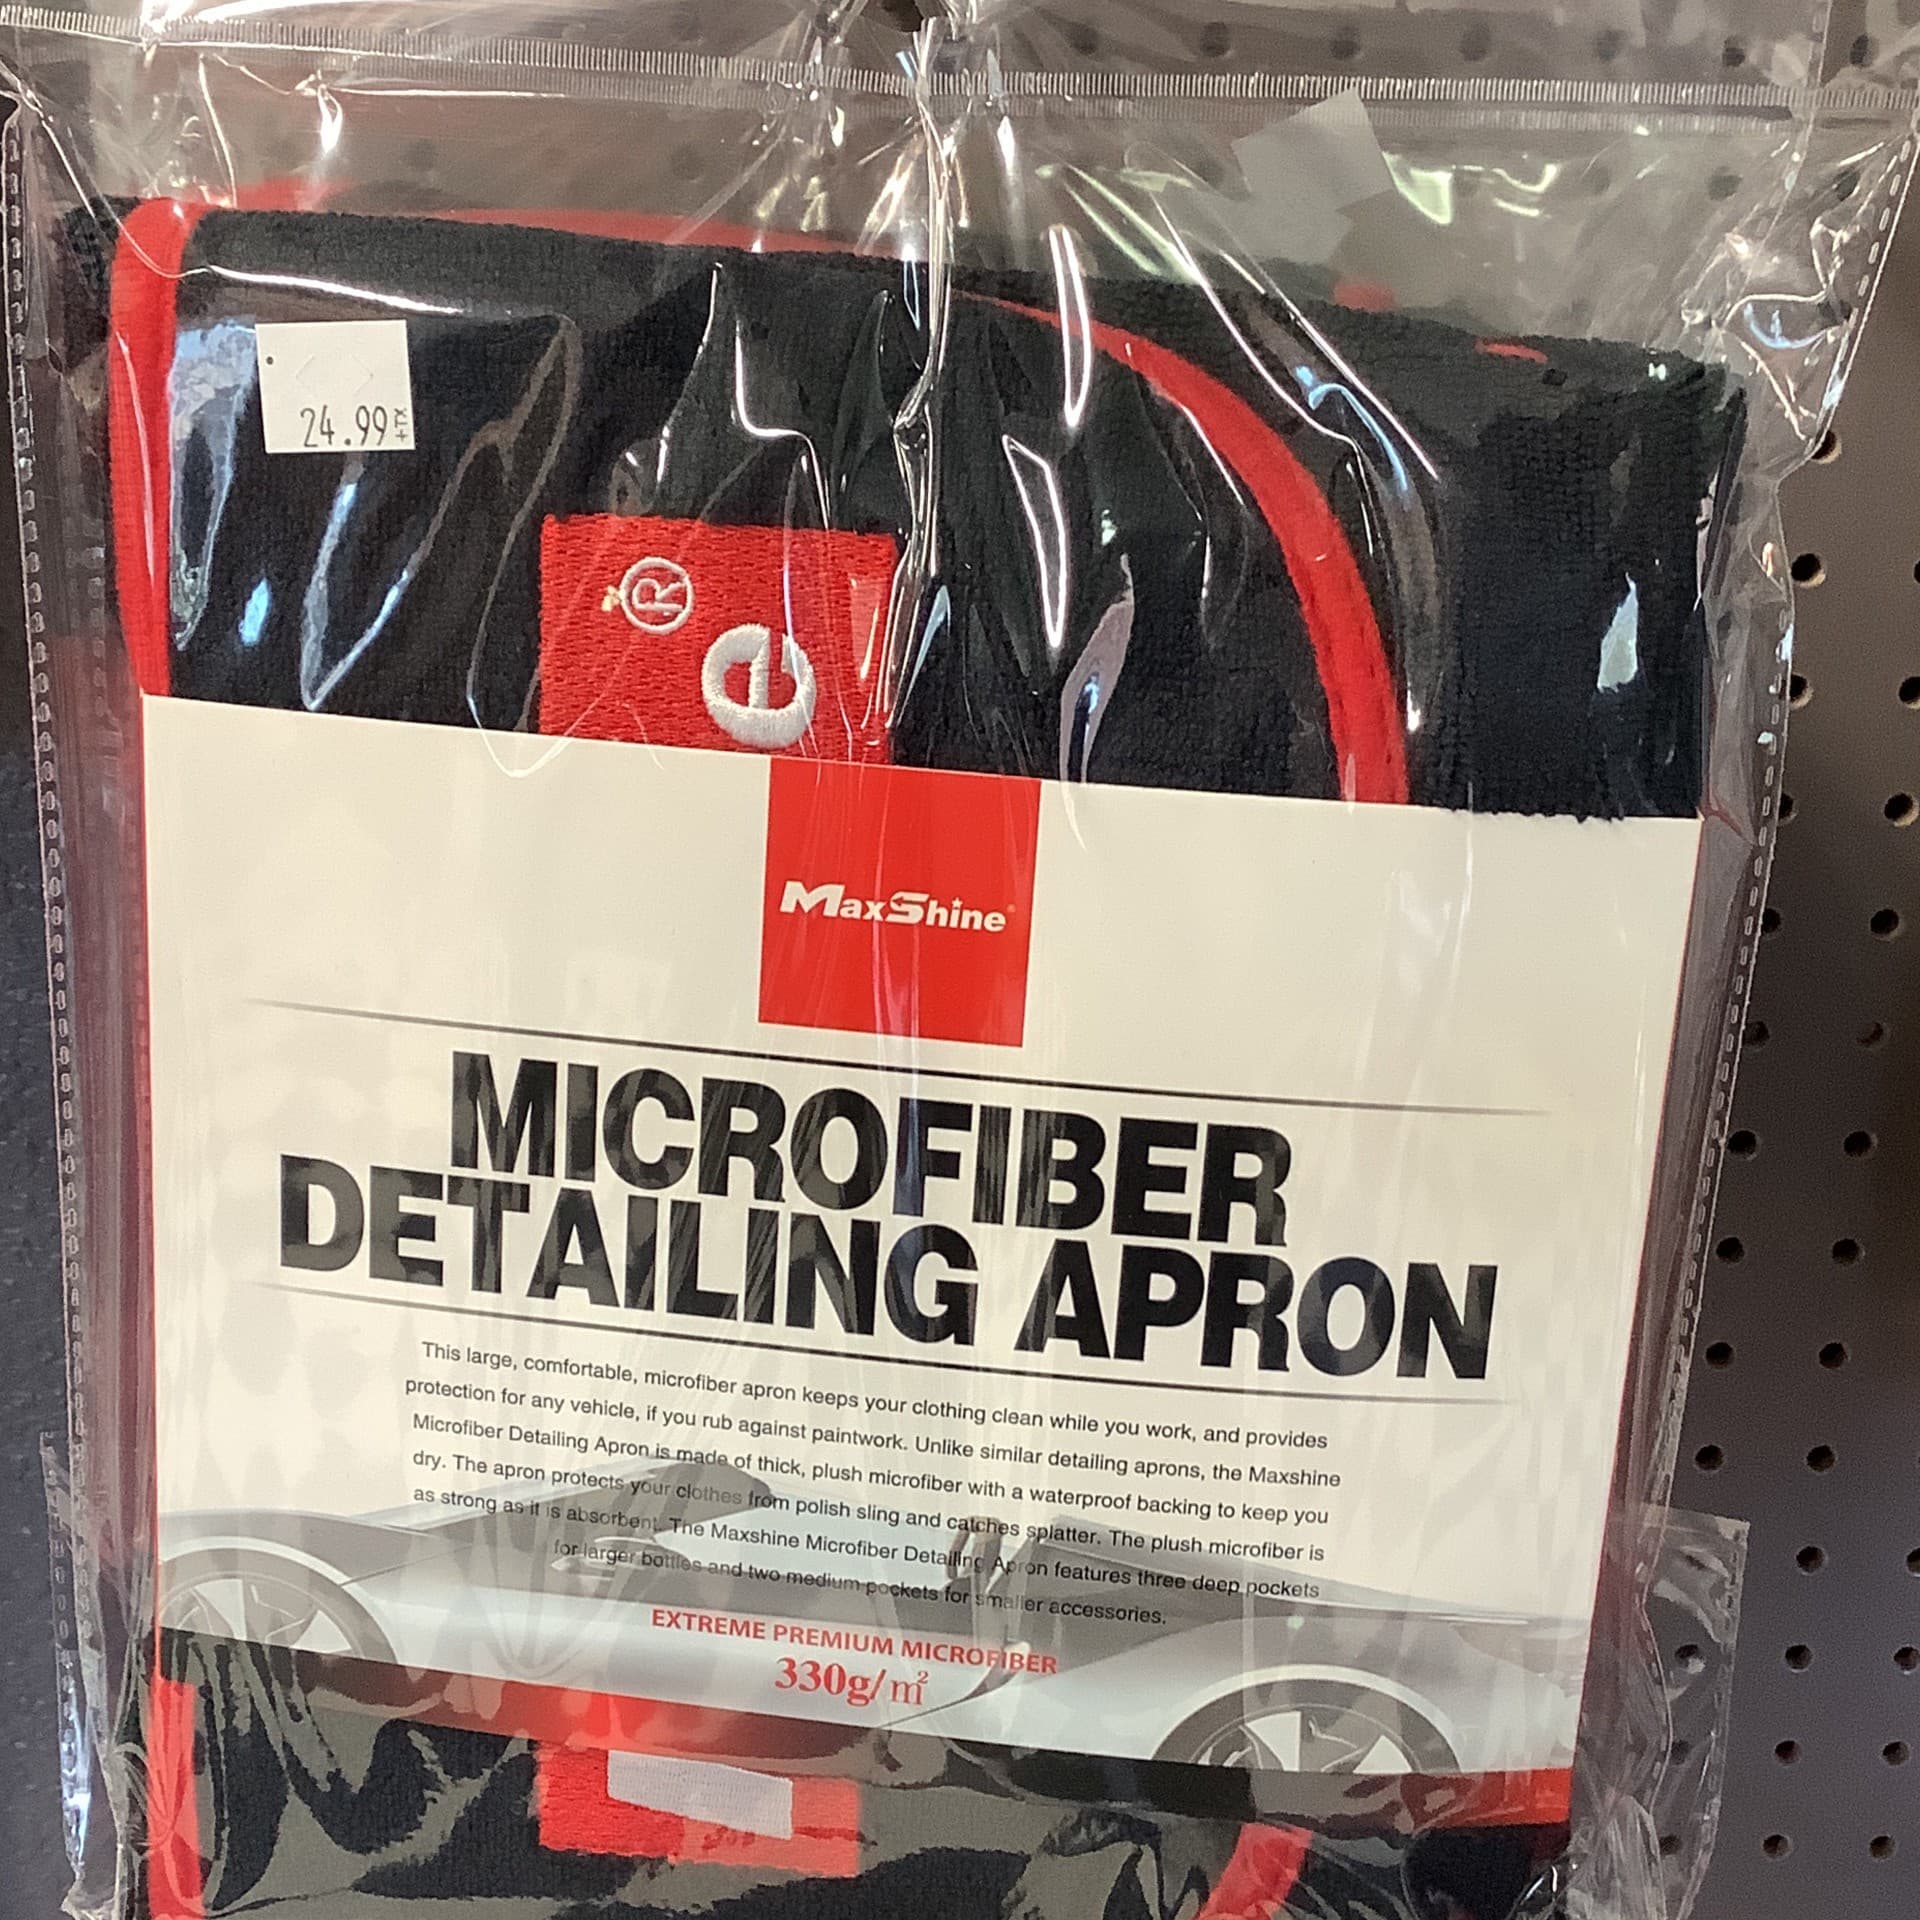 24.99 +TX
®
e
MaxShine
MICROFIBER
DETAILING APRON
This large, comfortable, microfiber apron keeps your clothing clean while you work, and provides
protection for any vehicle, if you rub against paintwork. Unlike similar detailing aprons, the Maxshine
Microfiber Detailing Apron is made of thick, plush microfiber with a waterproof backing to keep you
dry. The apron protects your clothes from polish sling and catches splatter. The plush microfiber is
as strong as it is absorbent. The Maxshine Microfiber Detailing Apron features three deep pockets
for larger bottles and two medium pockets for smaller accessories.
EXTREME PREMIUM MICROFIBER
330g/㎡